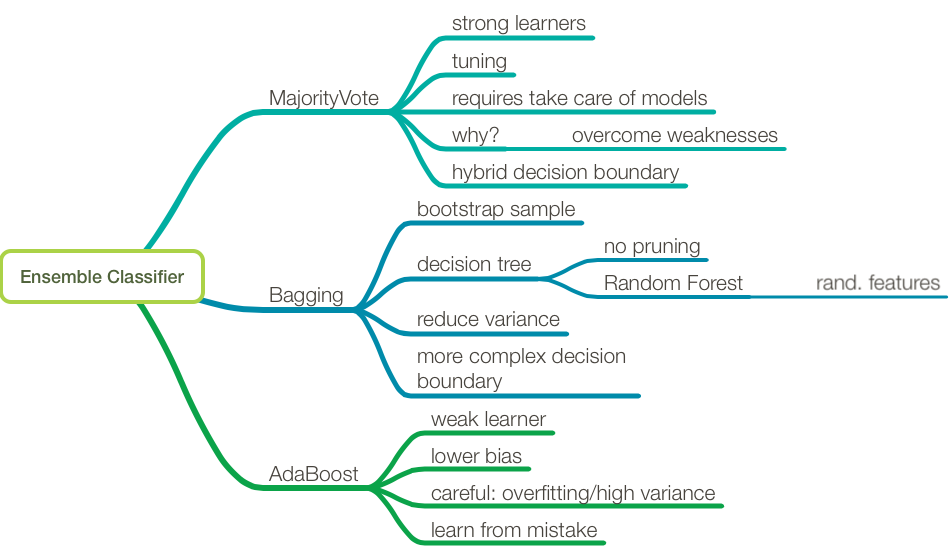 Ensemble Classifier
MajorityVote
strong learners
tuning
requires take care of models
why?
overcome weaknesses
hybrid decision boundary
Bagging
bootstrap sample
decision tree
no pruning
Random Forest
rand. features
reduce variance
more complex decision
boundary
AdaBoost
weak learner
lower bias
careful: overfitting/high variance
learn from mistake